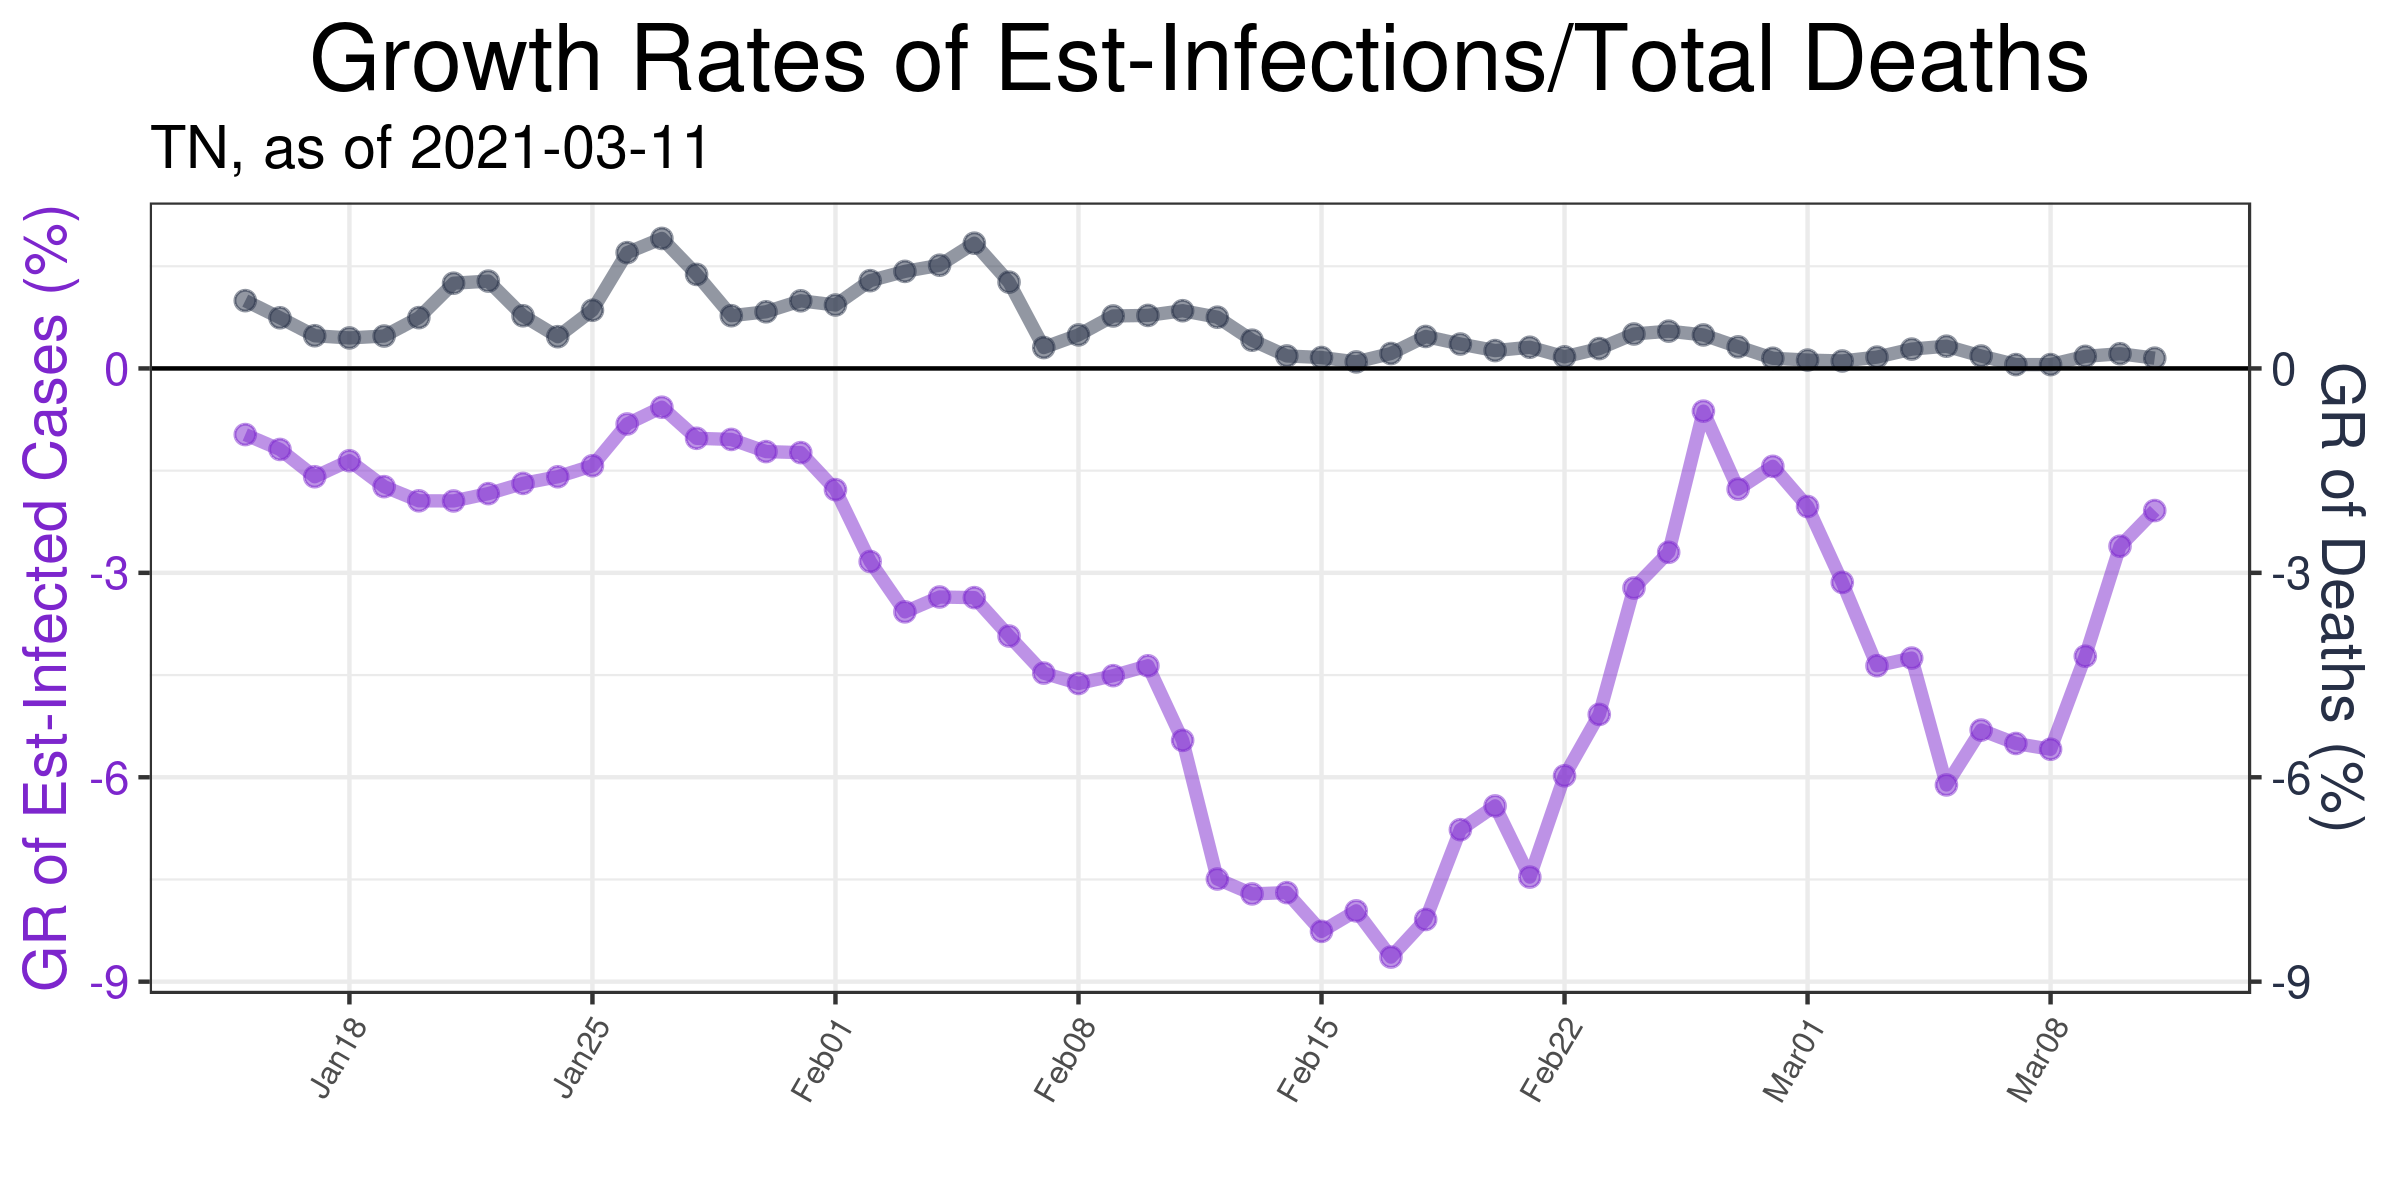 Growth Rates of Est-Infections/Total Deaths
TN, as of 2021-03-11
GR of Est-Infected Cases (%)
0
-3
-6
-9
0
-3
-6
-9
GR of Deaths (%)
Jan18
Jan25
Feb01
Feb08
Feb15
Feb22
Mar01
Mar08